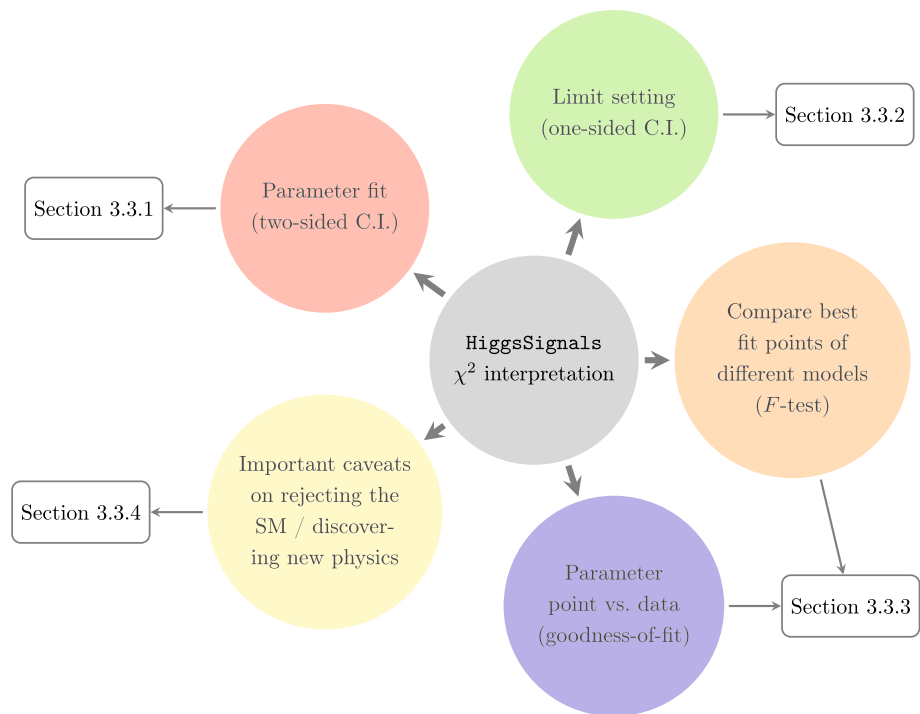 Limit setting
(one-sided C.I.)
Section 3.3.2
Parameter fit
(two-sided C.I.)
Section 3.3.1
HiggsSignals
χ² interpretation
Compare best
fit points of
different models
(F-test)
Important caveats
on rejecting the
SM / discover-
ing new physics
Section 3.3.4
Parameter
point vs. data
(goodness-of-fit)
Section 3.3.3